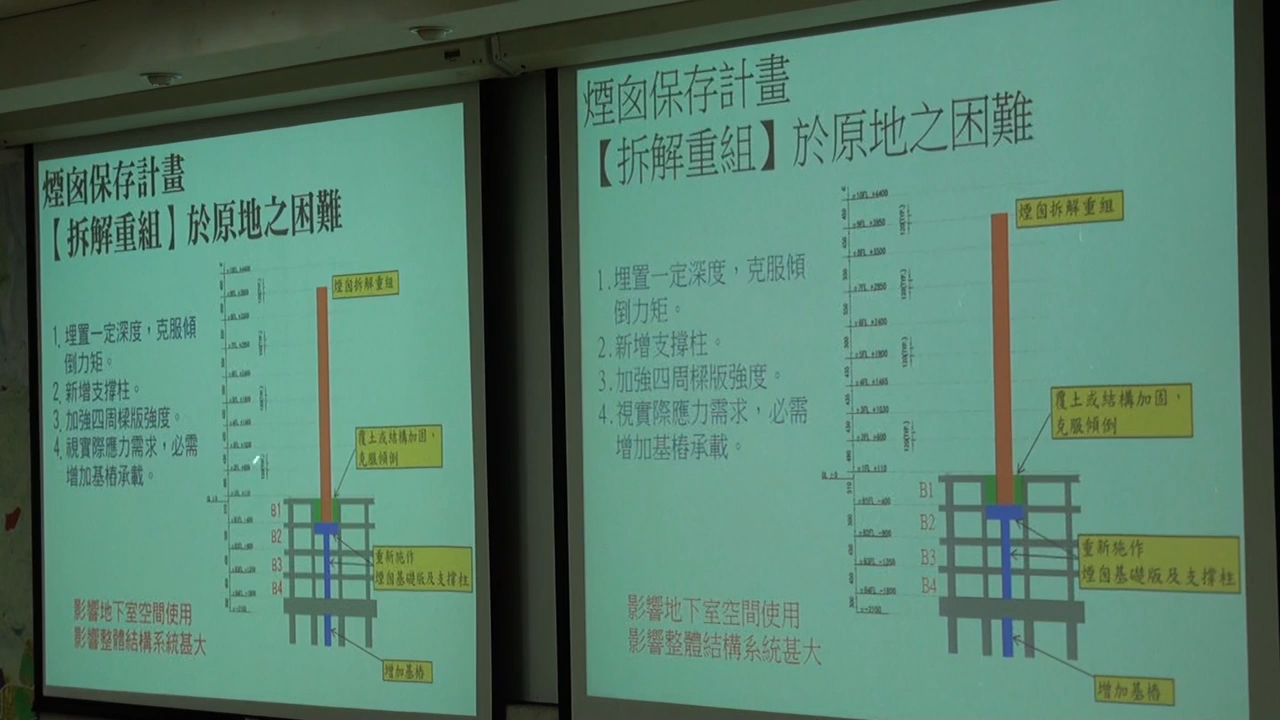 煙囪保存計畫
【拆解重組】於原地之困難
煙囪拆解重組
1. 埋置一定深度，克服傾
倒力矩。
2. 新增支撐柱。
3. 加強四周樑版強度。
4. 視實際應力需求，必需
增加基樁承載。
覆土或結構加固，
克服傾倒
B1
B2
B3
B4
重新施作
煙囪基礎版及支撐柱
影響地下室空間使用
影響整體結構系統甚大
增加基樁
煙囪保存計畫
【拆解重組】於原地之困難
煙囪拆解重組
1. 埋置一定深度，克服傾
倒力矩。
2. 新增支撐柱。
3. 加強四周樑版強度。
4. 視實際應力需求，必需
增加基樁承載。
覆土或結構加固，
克服傾倒
B1
B2
B3
B4
重新施作
煙囪基礎版及支撐柱
影響地下室空間使用
影響整體結構系統甚大
增加基樁